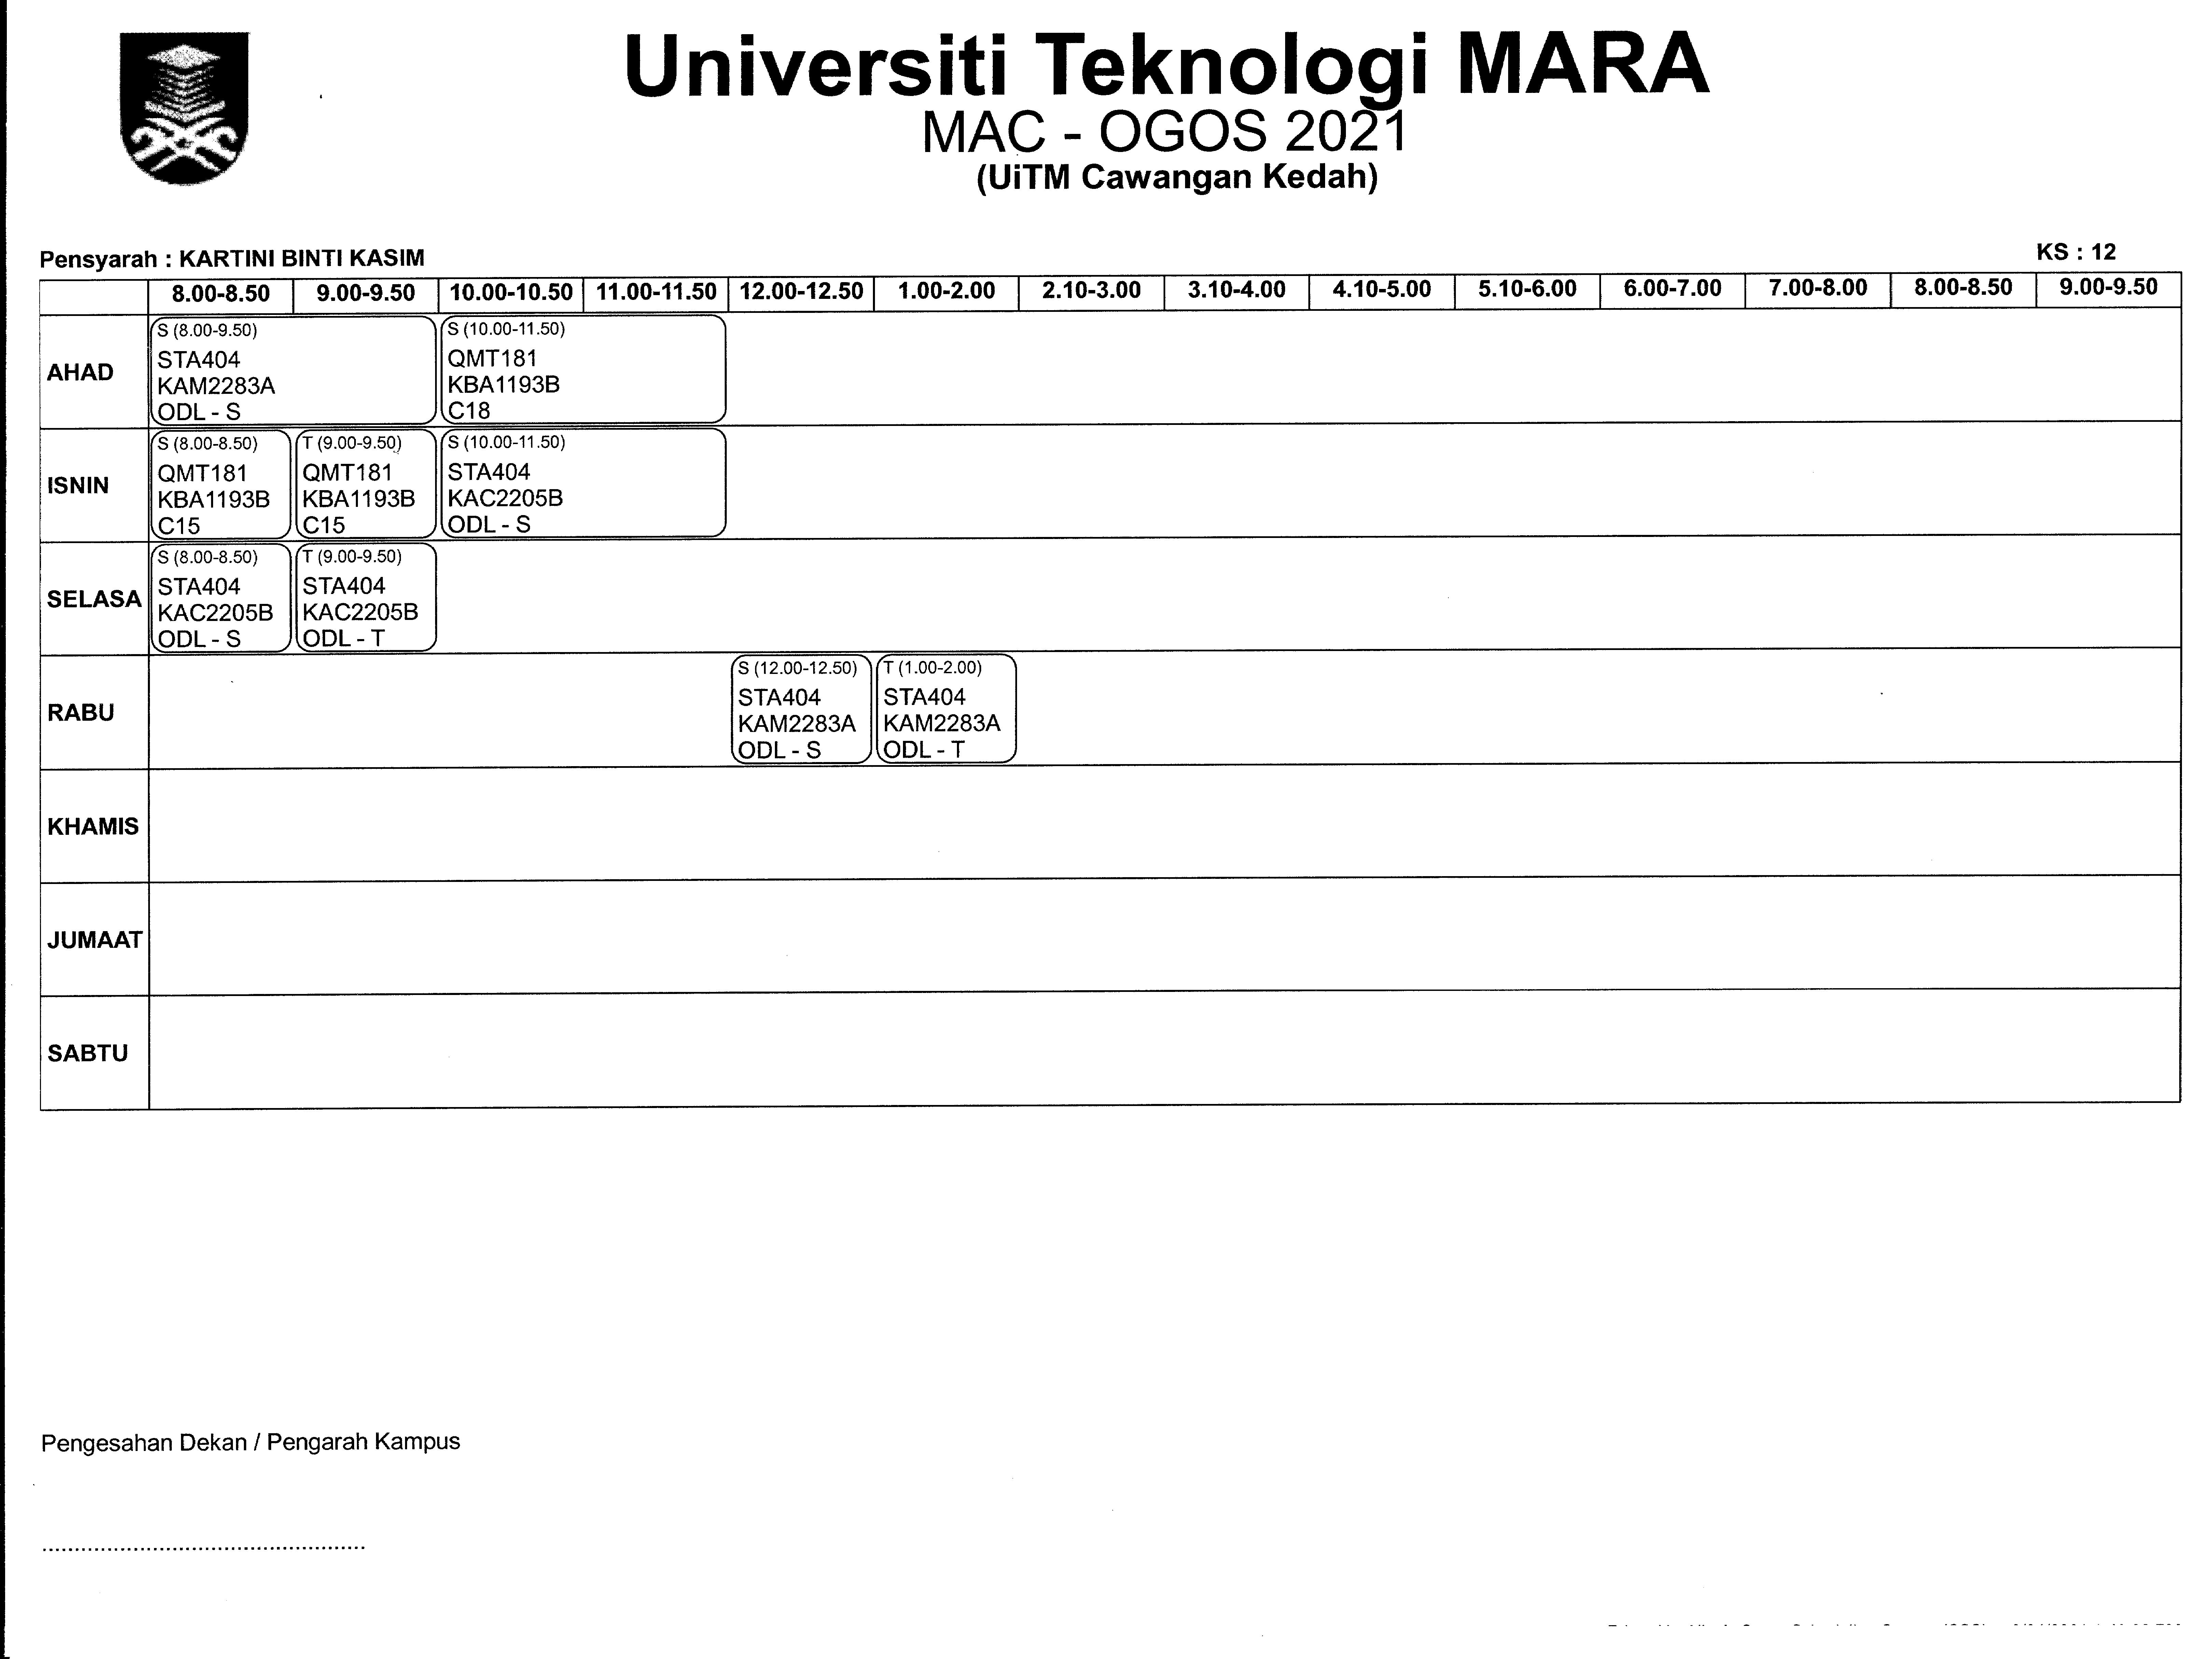 Universiti Teknologi MARA
MAC - OGOS 2021
(UiTM Cawangan Kedah)
Pensyarah : KARTINI BINTI KASIM
KS : 12
8.00-8.50 9.00-9.50 10.00-10.50 11.00-11.50 12.00-12.50 1.00-2.00 2.10-3.00 3.10-4.00 4.10-5.00 5.10-6.00 6.00-7.00 7.00-8.00 8.00-8.50 9.00-9.50
AHAD
S (8.00-9.50)
STA404
KAM2283A
ODL - S
S (10.00-11.50)
QMT181
KBA1193B
C18
ISNIN
S (8.00-8.50)
QMT181
KBA1193B
C15
T (9.00-9.50)
QMT181
KBA1193B
C15
S (10.00-11.50)
STA404
KAC2205B
ODL - S
SELASA
S (8.00-8.50)
STA404
KAC2205B
ODL - S
T (9.00-9.50)
STA404
KAC2205B
ODL - T
RABU
S (12.00-12.50)
STA404
KAM2283A
ODL - S
T (1.00-2.00)
STA404
KAM2283A
ODL - T
KHAMIS
JUMAAT
SABTU
Pengesahan Dekan / Pengarah Kampus
.................................................